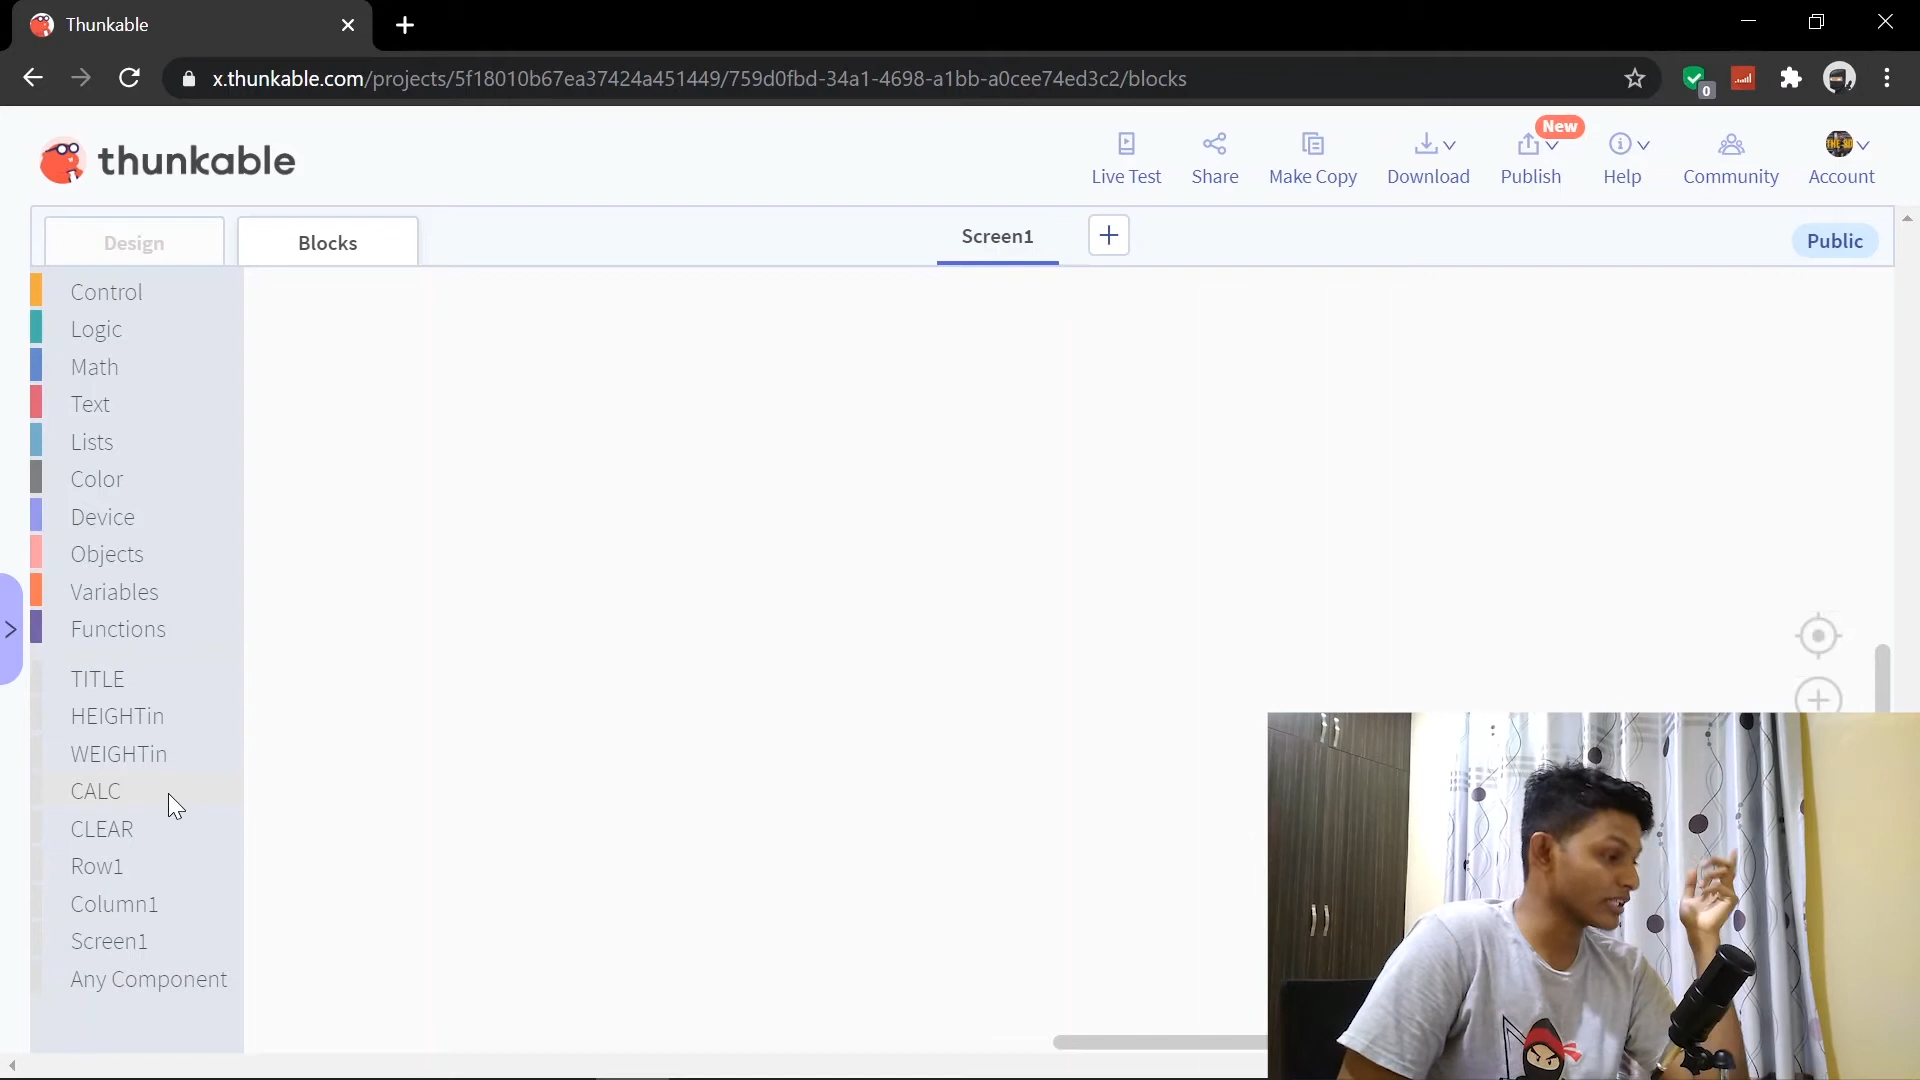 Thunkable
x.thunkable.com/projects/5f18010b67ea37424a451449/759d0fbd-34a1-4698-a1bb-a0cee74ed3c2/blocks
0
thunkable
New
Live Test
Share
Make Copy
Download
Publish
Help
Community
Account
Design
Blocks
Screen1
Public
Control
Logic
Math
Text
Lists
Color
Device
Objects
Variables
Functions
TITLE
HEIGHTin
WEIGHTin
CALC
CLEAR
Row1
Column1
Screen1
Any Component